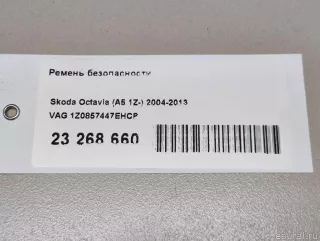 Ремень безопасности
Skoda Octavia (A5 1Z-) 2004-2013
VAG 1Z0857447EHCP
23 268 660